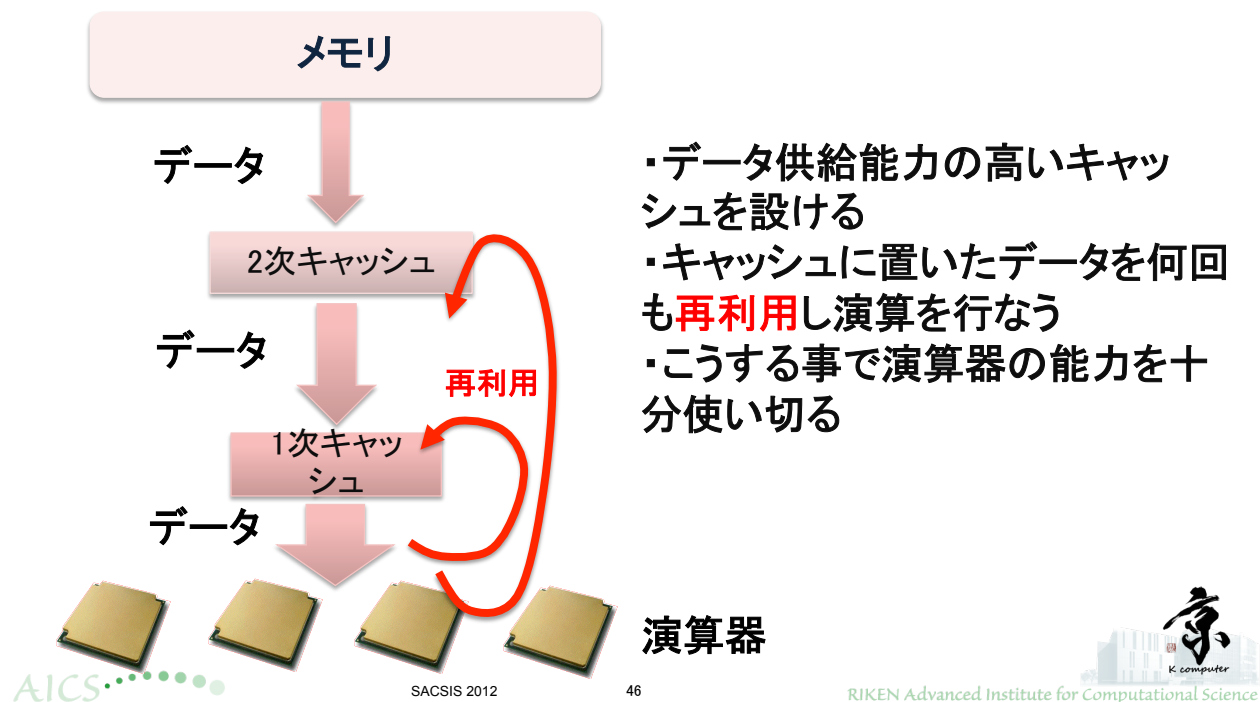 メモリ
データ
2次キャッシュ
データ
再利用
1次キャッ
シュ
データ
・データ供給能力の高いキャッ
シュを設ける
・キャッシュに置いたデータを何回
も再利用し演算を行なう
・こうする事で演算器の能力を十
分使い切る
演算器
京
K computer
AICS
SACSIS 2012
46
RIKEN Advanced Institute for Computational Science